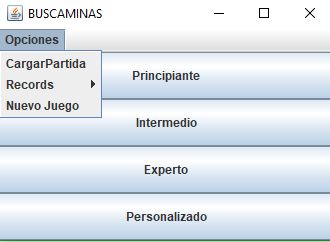 BUSCAMINAS
Opciones
CargarPartida
Records
Nuevo Juego
Principiante
Intermedio
Experto
Personalizado